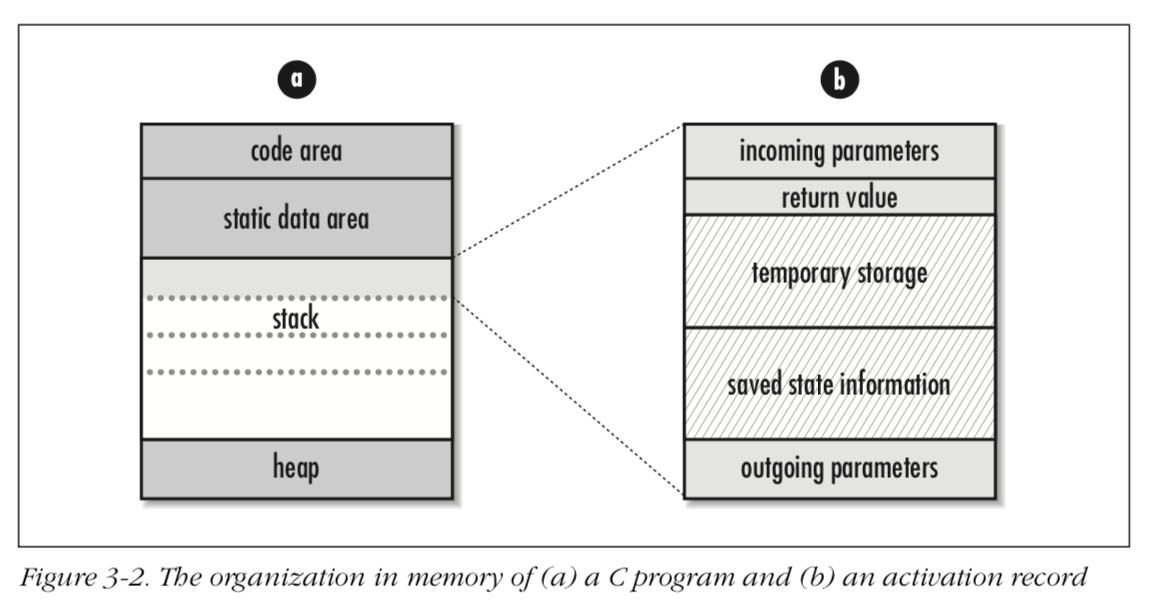 a
code area
static data area
stack
heap
b
incoming parameters
return value
temporary storage
saved state information
outgoing parameters
Figure 3-2. The organization in memory of (a) a C program and (b) an activation record